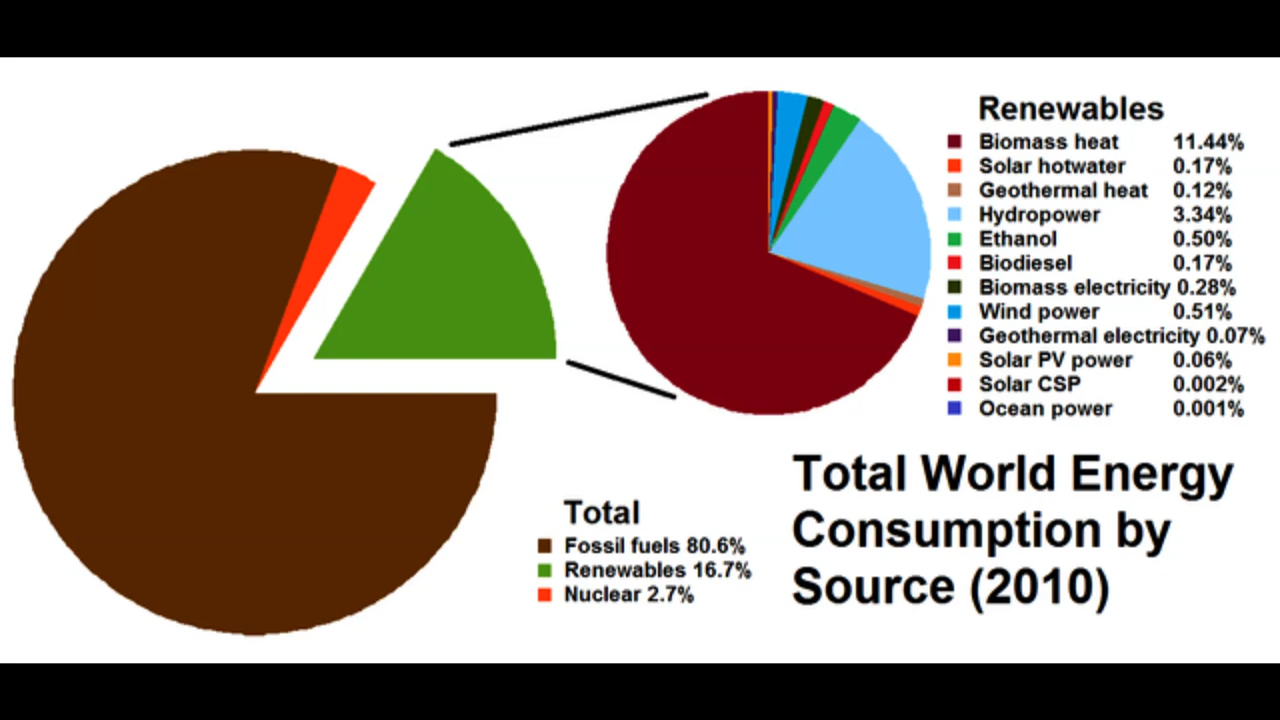 Renewables
Biomass heat 11.44%
Solar hotwater 0.17%
Geothermal heat 0.12%
Hydropower 3.34%
Ethanol 0.50%
Biodiesel 0.17%
Biomass electricity 0.28%
Wind power 0.51%
Geothermal electricity 0.07%
Solar PV power 0.06%
Solar CSP 0.002%
Ocean power 0.001%
Total
Fossil fuels 80.6%
Renewables 16.7%
Nuclear 2.7%
Total World Energy
Consumption by
Source (2010)